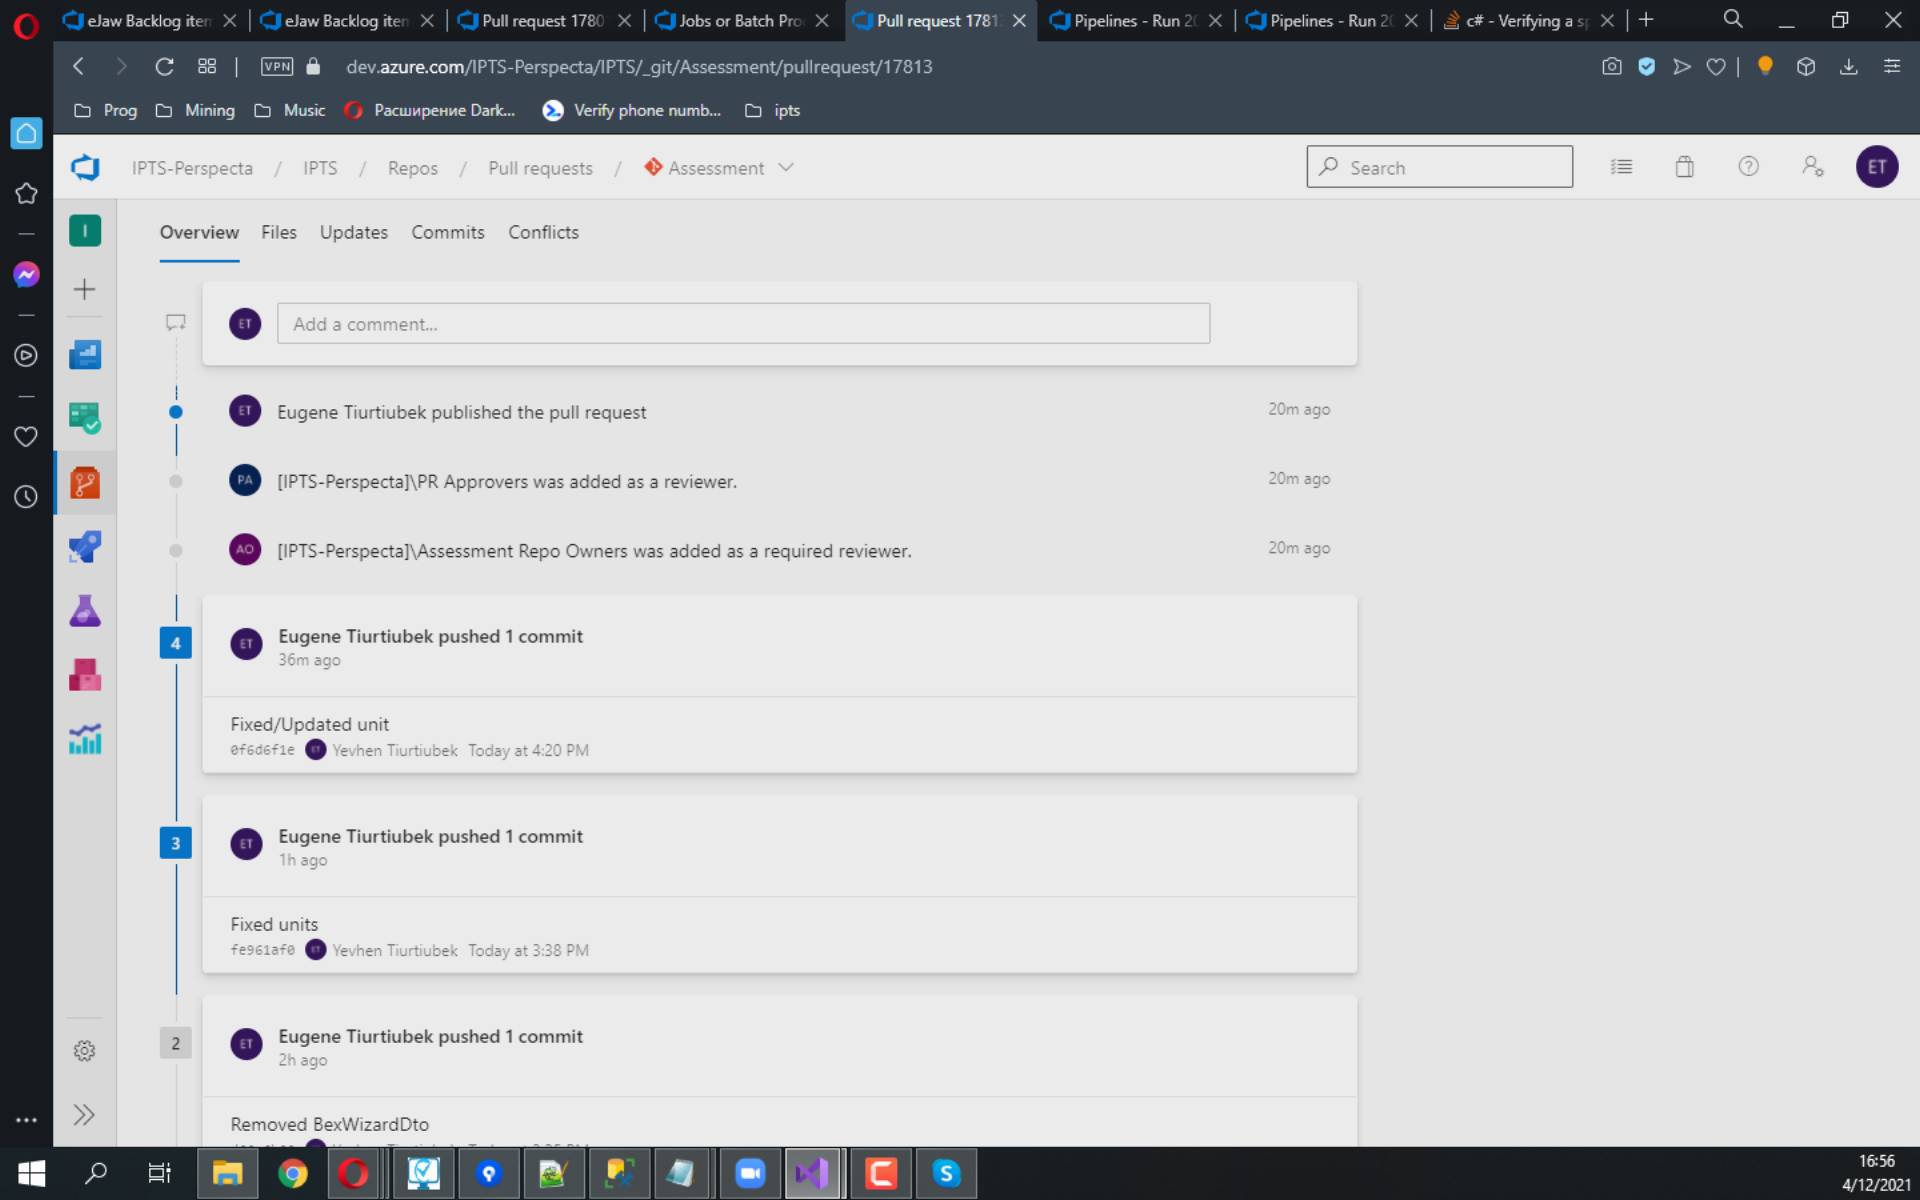 eJaw Backlog iten
eJaw Backlog iten
Pull request 1780
Jobs or Batch Pro
Pull request 1781
Pipelines - Run 20
Pipelines - Run 20
c# - Verifying a sp
VPN
dev.azure.com/IPTS-Perspecta/IPTS/_git/Assessment/pullrequest/17813
Prog
Mining
Music
Расширение Dark...
Verify phone numb...
ipts
IPTS-Perspecta / IPTS / Repos / Pull requests / Assessment
Search
ET
I
Overview Files Updates Commits Conflicts
ET
Add a comment...
ET
Eugene Tiurtiubek published the pull request
20m ago
PA
[IPTS-Perspecta]\PR Approvers was added as a reviewer.
20m ago
AO
[IPTS-Perspecta]\Assessment Repo Owners was added as a required reviewer.
20m ago
4
ET
Eugene Tiurtiubek pushed 1 commit
36m ago
Fixed/Updated unit
0f6d6f1e ET Yevhen Tiurtiubek Today at 4:20 PM
3
ET
Eugene Tiurtiubek pushed 1 commit
1h ago
Fixed units
fe961af0 ET Yevhen Tiurtiubek Today at 3:38 PM
2
ET
Eugene Tiurtiubek pushed 1 commit
2h ago
Removed BexWizardDto
16:56
4/12/2021